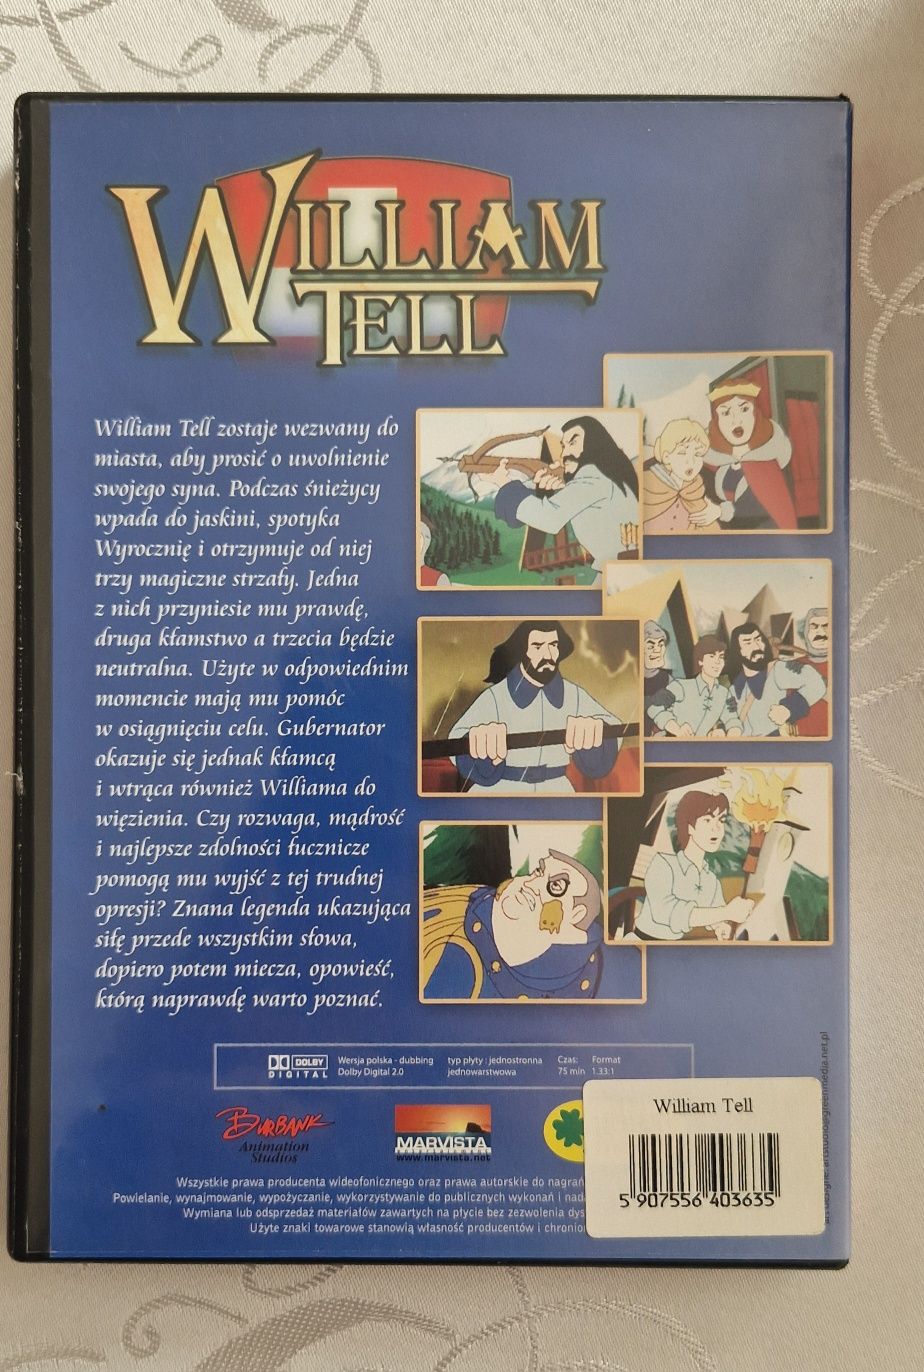 WILLIAM
TELL
William Tell zostaje wezwany do
miasta, aby prosić o uwolnienie
swojego syna. Podczas śnieżycy
wpada do jaskini, spotyka
Wyrocznię i otrzymuje od niej
trzy magiczne strzały. Jedna
z nich przyniesie mu prawdę,
druga kłamstwo a trzecia będzie
neutralna. Użyte w odpowiednim
momencie mają mu pomóc
w osiągnięciu celu. Gubernator
okazuje się jednak kłamcą
i wtrąca również Williama do
więzienia. Czy rozwaga, mądrość
i najlepsze zdolności łucznicze
pomogą mu wyjść z tej trudnej
opresji? Znana legenda ukazująca
siłę przede wszystkim słowa,
dopiero potem miecza, opowieść,
którą naprawdę warto poznać.
DOLBY
DIGITAL
Wersja polska - dubbing
Dolby Digital 2.0
typ płyty : jednostronna
jednowarstwowa
Czas:
75 min
Format
1.33:1
BURBANK
Animation
Studios
MARVISTA
www.marvista.net
William Tell
5 907556 403635
Wszystkie prawa producenta wideofonicznego oraz prawa autorskie do nagrań
Powielanie, wynajmowanie, wypożyczanie, wykorzystywanie do publicznych wykonań i nada
Wymiana lub odsprzedaż materiałów zawartych na płycie bez zezwolenia dys
Użyte znaki towarowe stanowią własność producentów i chronio
artstudio@greenmedia.net.pl